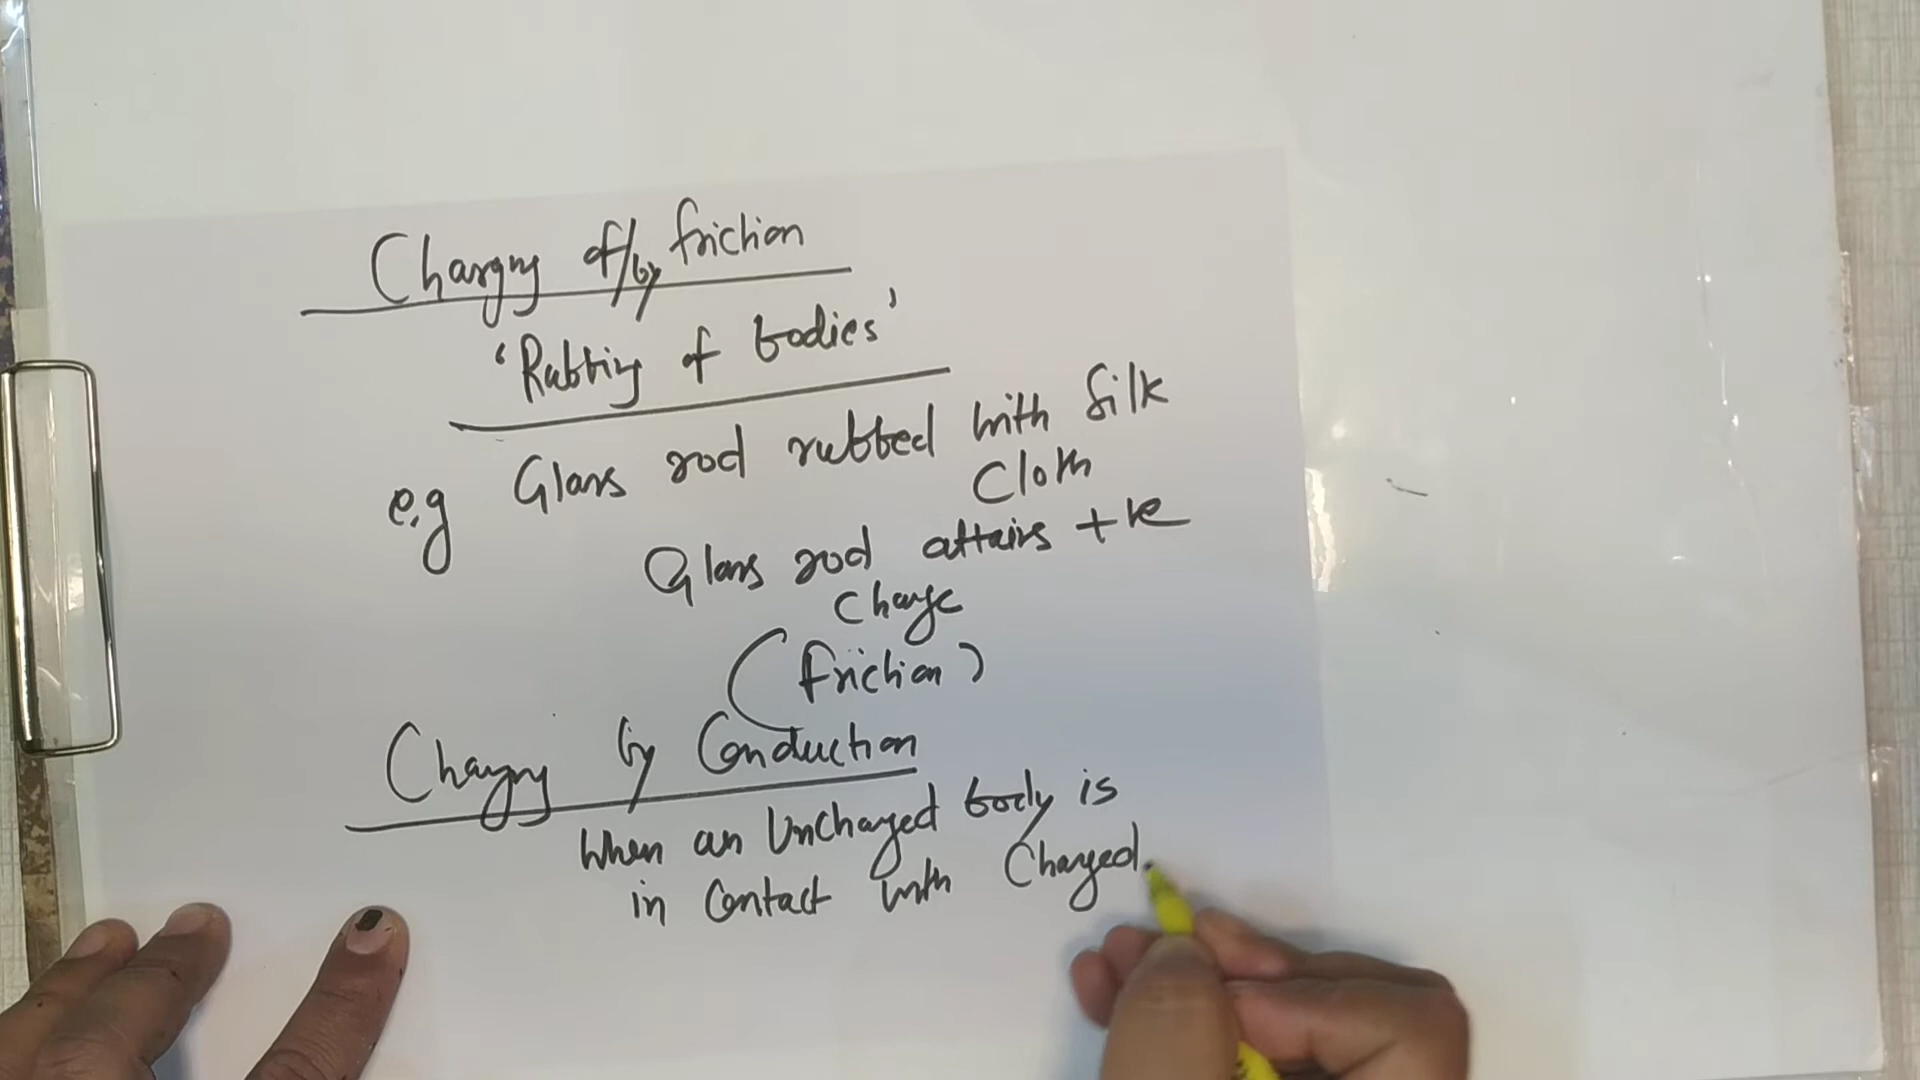 Charging of/by friction
'Rubbing of bodies'
e.g Glass rod rubbed with Silk
Cloth
Glass rod attains +ve
Charge
(friction)
Charging by Conduction
When an Uncharged body is
in Contact with Charged